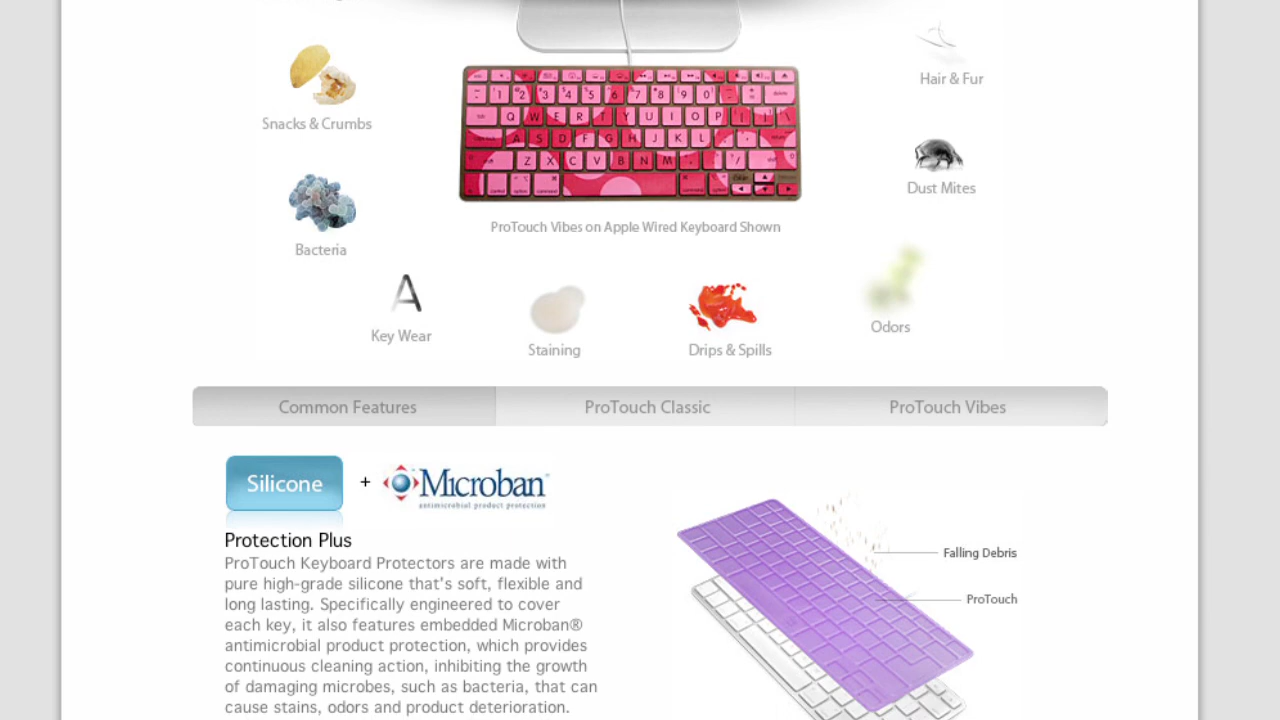 Hair & Fur
Snacks & Crumbs
Dust Mites
ProTouch Vibes on Apple Wired Keyboard Shown
Bacteria
A
Key Wear
Staining
Drips & Spills
Odors
Common Features
ProTouch Classic
ProTouch Vibes
Silicone + Microban®
antimicrobial product protection
Protection Plus
ProTouch Keyboard Protectors are made with
pure high-grade silicone that's soft, flexible and
long lasting. Specifically engineered to cover
each key, it also features embedded Microban®
antimicrobial product protection, which provides
continuous cleaning action, inhibiting the growth
of damaging microbes, such as bacteria, that can
cause stains, odors and product deterioration.
Falling Debris
ProTouch